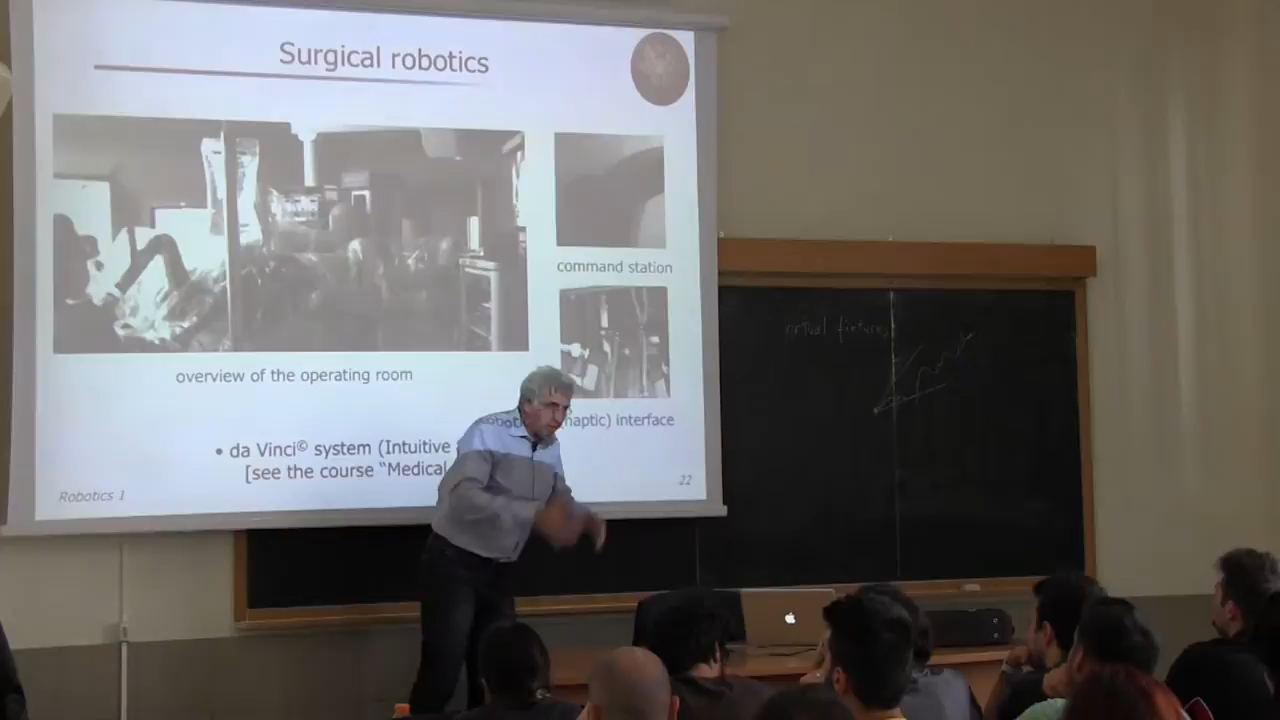 Surgical robotics
command station
overview of the operating room
(haptic) interface
• da Vinci© system (Intuitive
[see the course “Medical
Robotics 1
22